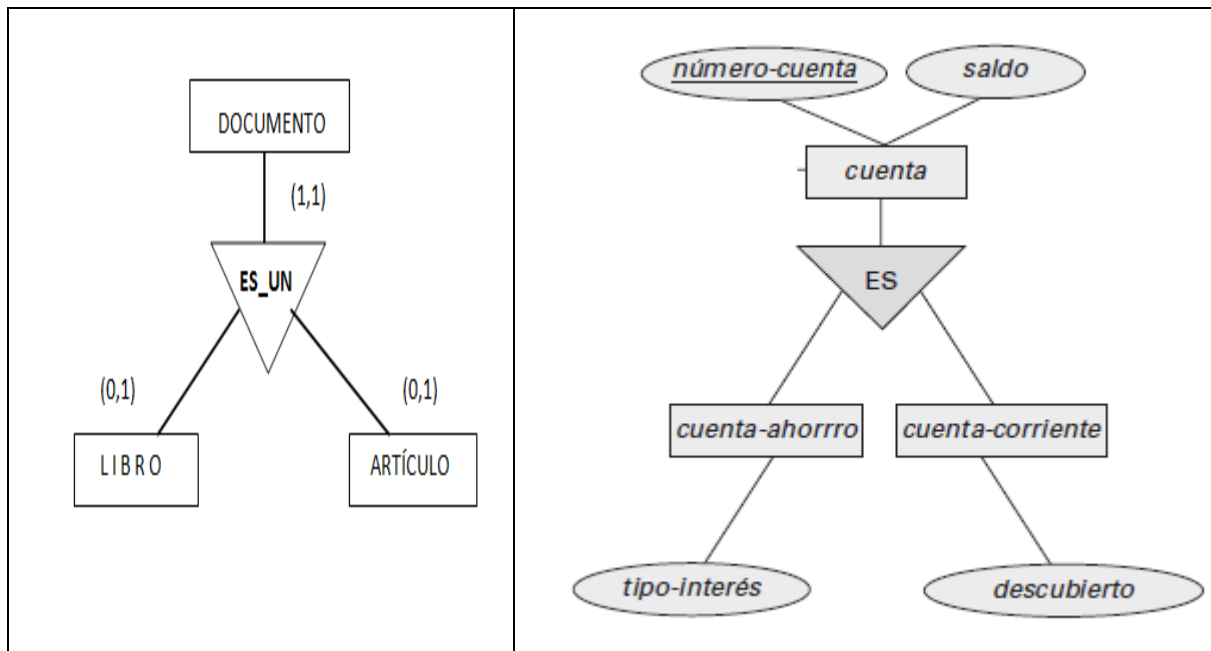 DOCUMENTO
(1,1)
ES_UN
(0,1)
(0,1)
LIBRO
ARTÍCULO
número-cuenta
saldo
cuenta
ES
cuenta-ahorrro
cuenta-corriente
tipo-interés
descubierto